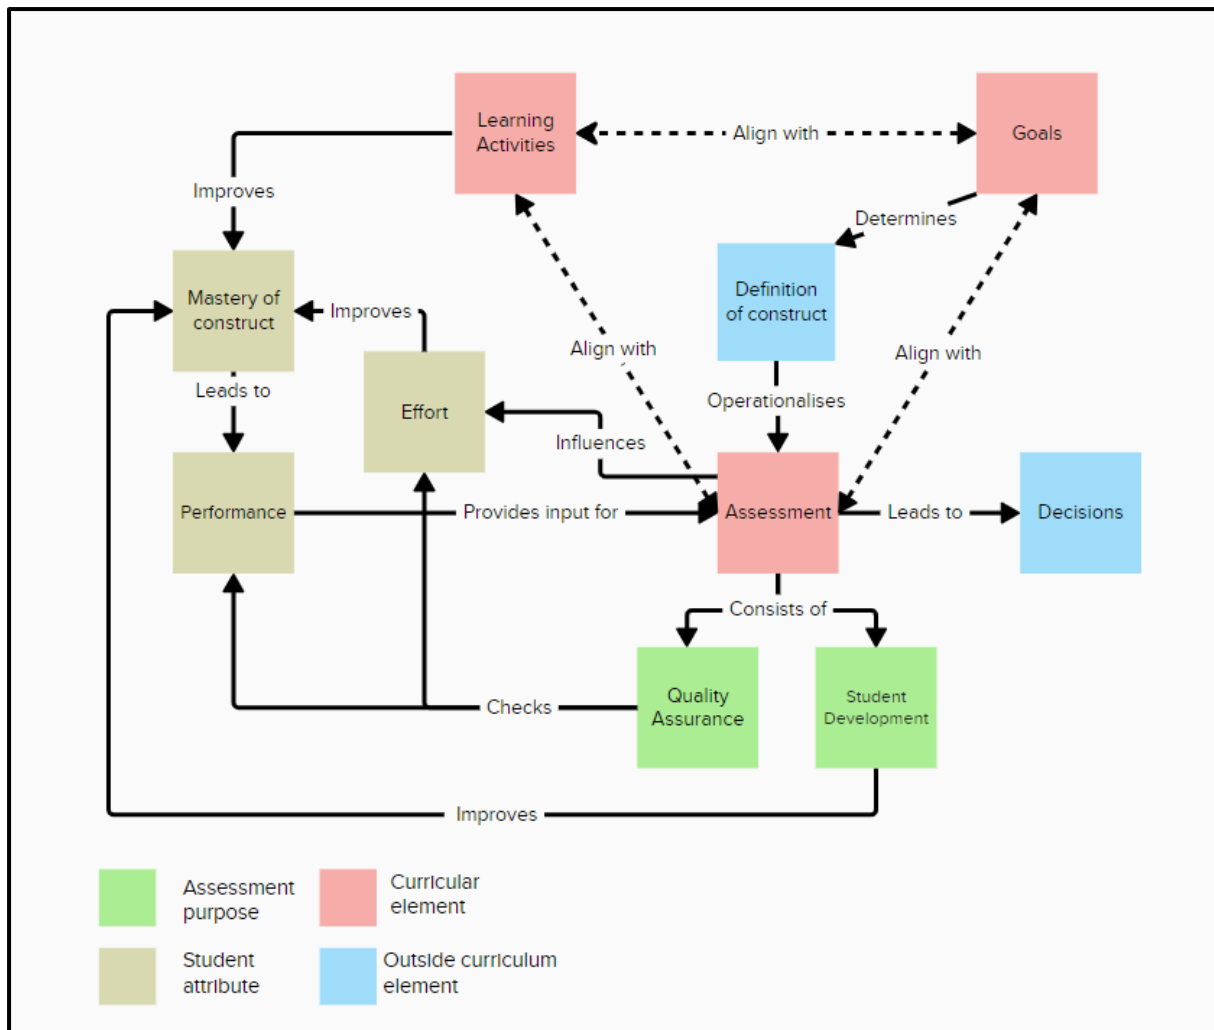 Learning
Activities
Align with
Goals
Improves
Determines
Mastery of
construct
Improves
Definition
of construct
Align with
Align with
Leads to
Effort
Operationalises
Influences
Performance
Provides input for
Assessment
Leads to
Decisions
Consists of
Quality
Assurance
Student
Development
Checks
Improves
Assessment
purpose
Curricular
element
Student
attribute
Outside curriculum
element